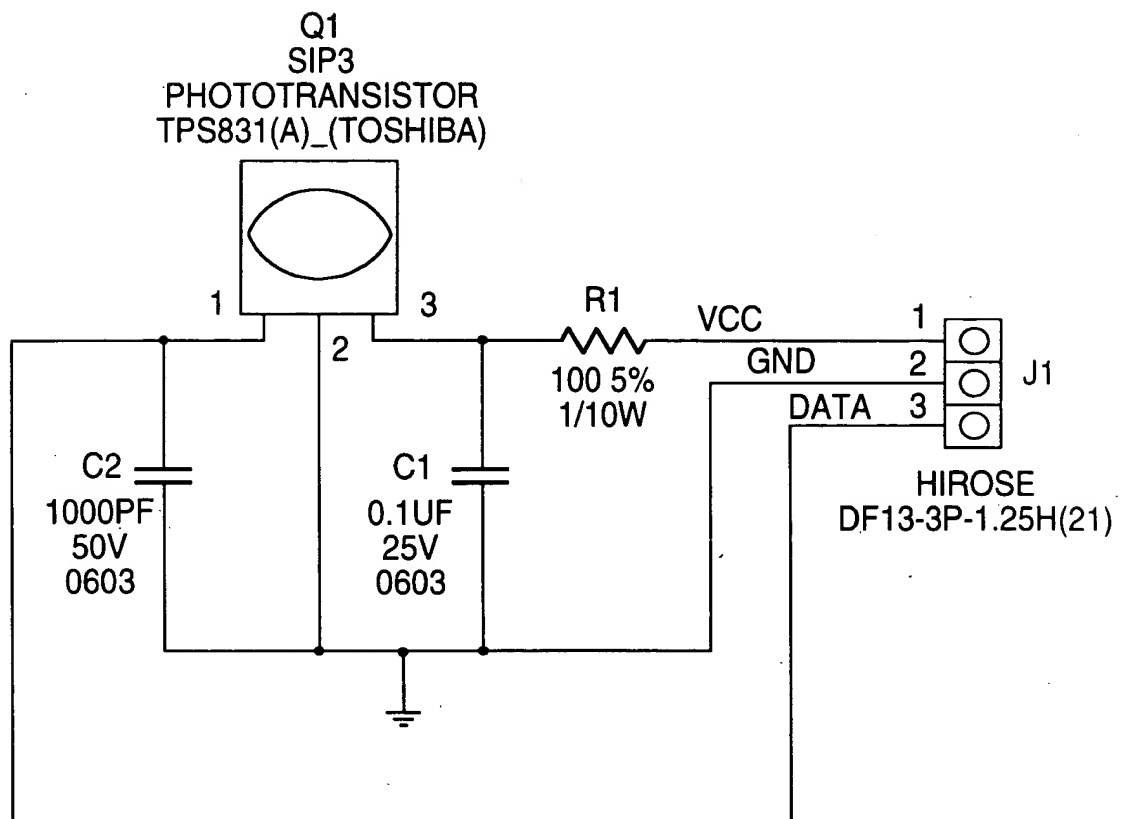 Q1
SIP3
PHOTOTRANSISTOR
TPS831(A)_(TOSHIBA)
1
2
3
R1
100 5%
1/10W
VCC
1
GND
2
DATA
3
J1
HIROSE
DF13-3P-1.25H(21)
C2
1000PF
50V
0603
C1
0.1UF
25V
0603